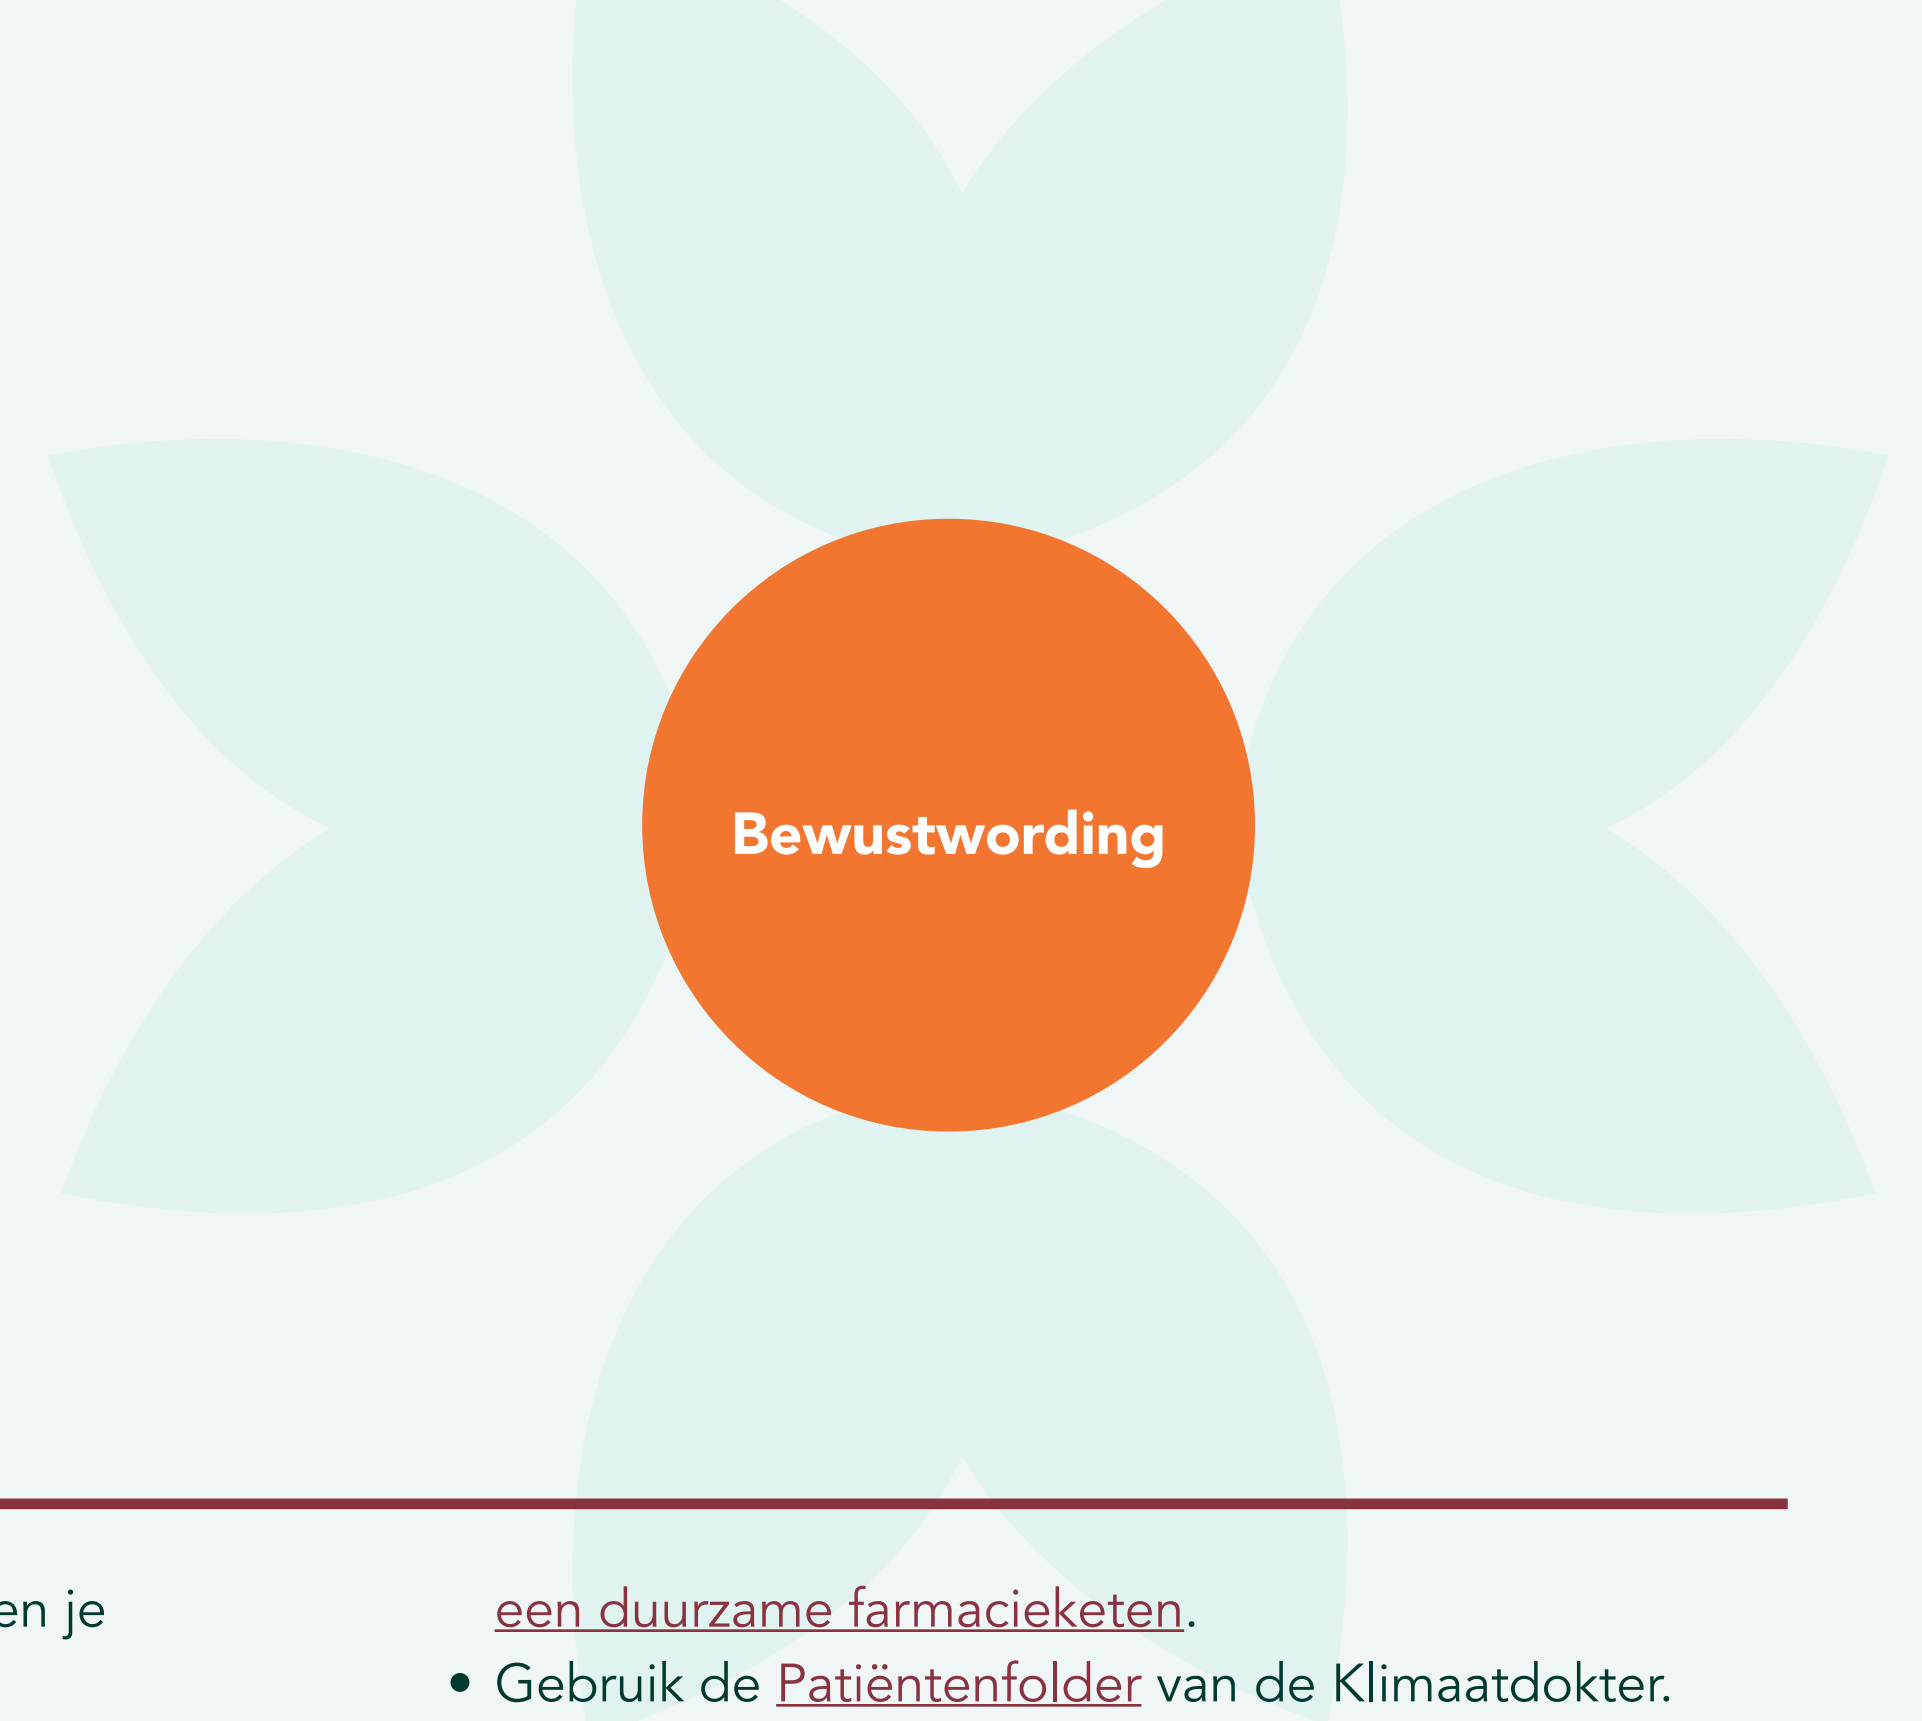 Bewustwording
en je
een duurzame farmacieketen.
• Gebruik de Patiëntenfolder van de Klimaatdokter.